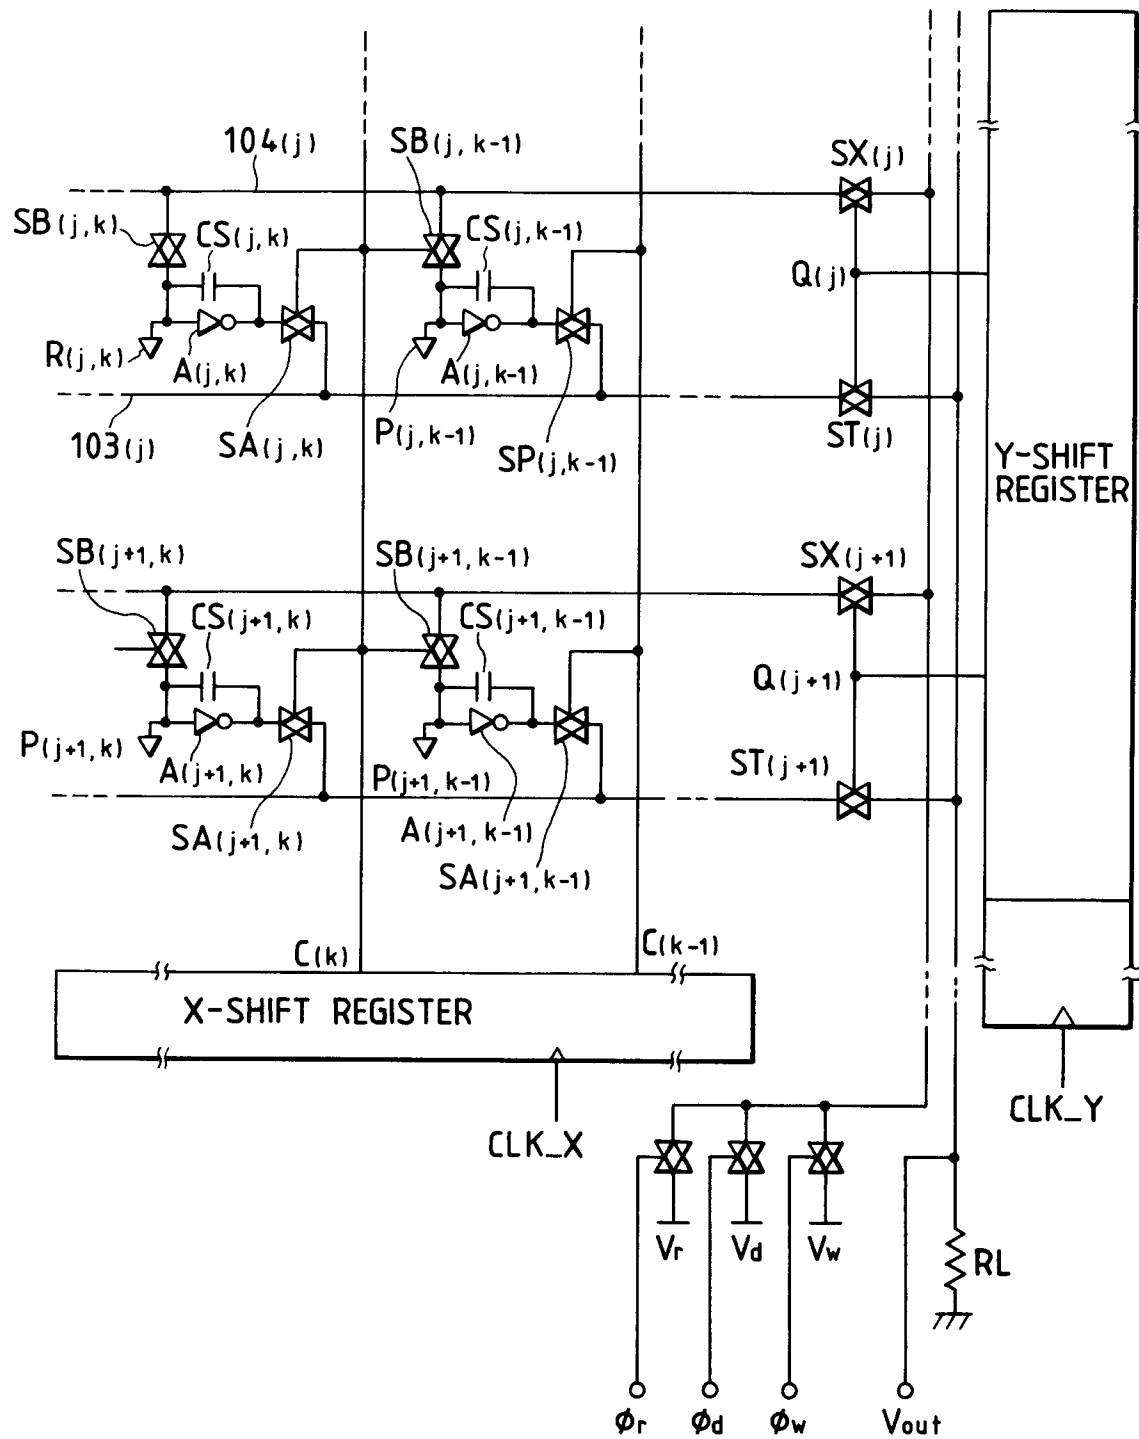 104(j)
SB(j, k-1)
SX(j)
SB(j,k)
CS(j,k)
CS(j,k-1)
Q(j)
R(j,k)
A(j,k)
A(j,k-1)
P(j,k-1)
103(j)
SA(j,k)
SP(j,k-1)
ST(j)
Y-SHIFT
REGISTER
SB(j+1,k)
SB(j+1,k-1)
SX(j+1)
CS(j+1,k)
CS(j+1,k-1)
Q(j+1)
P(j+1,k)
A(j+1,k)
P(j+1,k-1)
ST(j+1)
SA(j+1,k)
A(j+1,k-1)
SA(j+1,k-1)
C(k)
C(k-1)
X-SHIFT REGISTER
CLK_X
CLK_Y
Vr
Vd
Vw
RL
ϕr
ϕd
ϕw
Vout